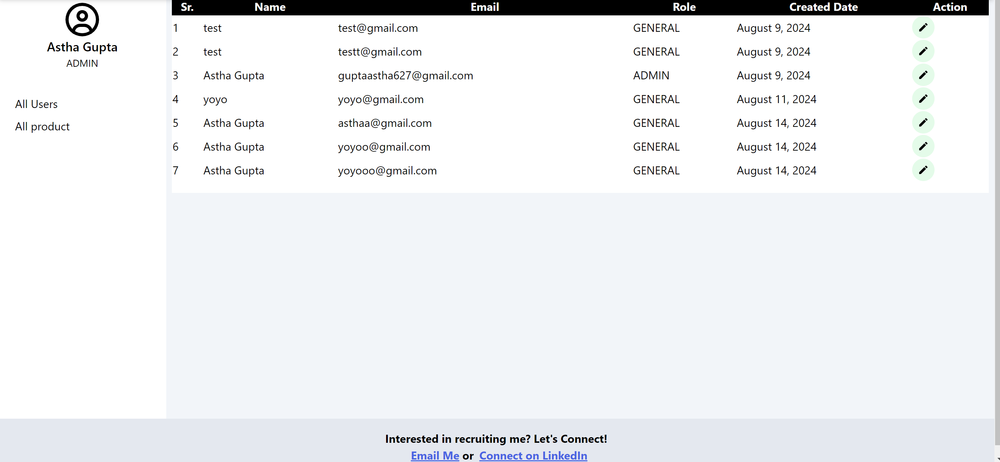 Astha Gupta
ADMIN
All Users
All product
Sr. Name Email Role Created Date Action
1 test test@gmail.com GENERAL August 9, 2024
2 test testt@gmail.com GENERAL August 9, 2024
3 Astha Gupta guptaastha627@gmail.com ADMIN August 9, 2024
4 yoyo yoyo@gmail.com GENERAL August 11, 2024
5 Astha Gupta asthaa@gmail.com GENERAL August 14, 2024
6 Astha Gupta yoyoo@gmail.com GENERAL August 14, 2024
7 Astha Gupta yoyooo@gmail.com GENERAL August 14, 2024
Interested in recruiting me? Let's Connect!
Email Me or Connect on LinkedIn